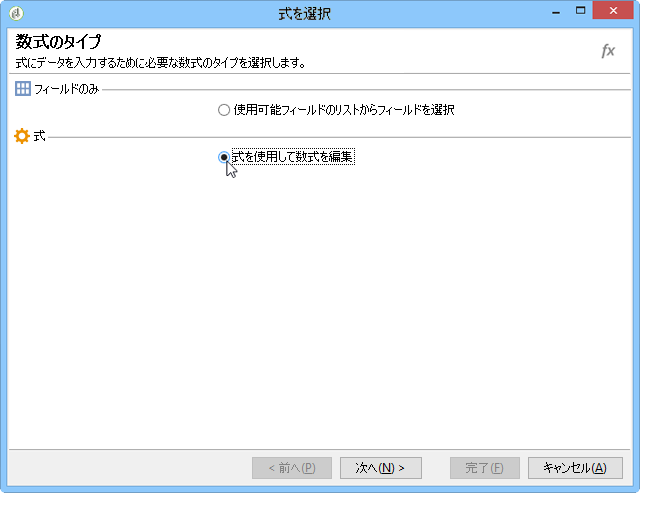 式を選択
数式のタイプ
式にデータを入力するために必要な数式のタイプを選択します。
fx
フィールドのみ
使用可能フィールドのリストからフィールドを選択
式
式を使用して数式を編集
< 前へ(P)
次へ(N) >
完了(F)
キャンセル(A)